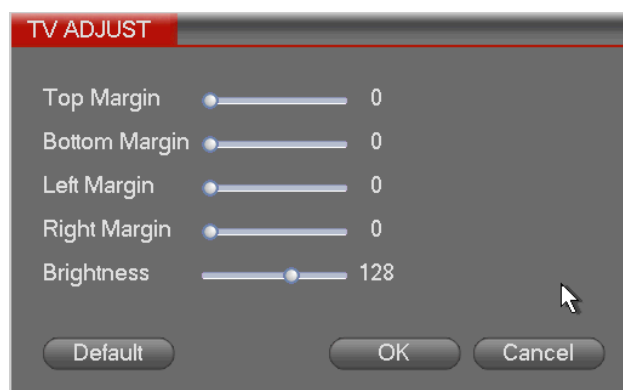 TV ADJUST
Top Margin 0
Bottom Margin 0
Left Margin 0
Right Margin 0
Brightness 128
Default OK Cancel